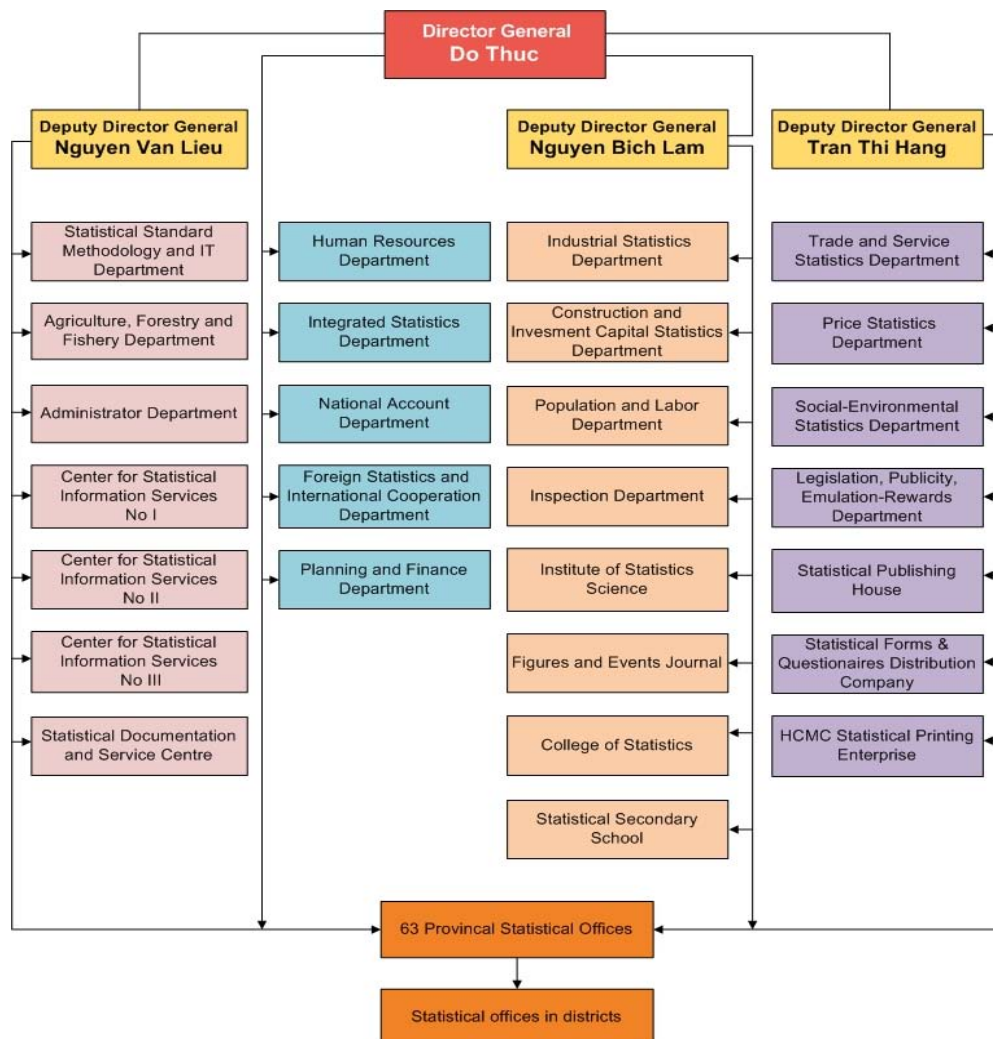 Director General
Do Thuc
Deputy Director General
Nguyen Van Lieu
Deputy Director General
Nguyen Bich Lam
Deputy Director General
Tran Thi Hang
Statistical Standard
Methodology and IT
Department
Agriculture, Forestry and
Fishery Department
Administrator Department
Center for Statistical
Information Services
No I
Center for Statistical
Information Services
No II
Center for Statistical
Information Services
No III
Statistical Documentation
and Service Centre
Human Resources
Department
Integrated Statistics
Department
National Account
Department
Foreign Statistics and
International Cooperation
Department
Planning and Finance
Department
Industrial Statistics
Department
Construction and
Invesment Capital Statistics
Department
Population and Labor
Department
Inspection Department
Institute of Statistics
Science
Figures and Events Journal
College of Statistics
Statistical Secondary
School
Trade and Service
Statistics Department
Price Statistics
Department
Social-Environmental
Statistics Department
Legislation, Publicity,
Emulation-Rewards
Department
Statistical Publishing
House
Statistical Forms &
Questionaires Distribution
Company
HCMC Statistical Printing
Enterprise
63 Provincal Statistical Offices
Statistical offices in districts